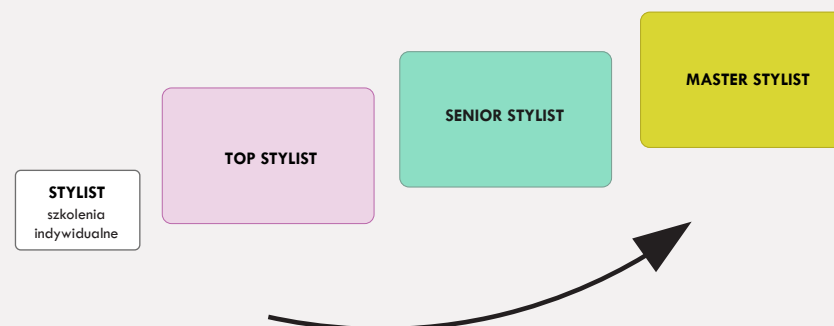 STYLIST
szkolenia
indywidualne
TOP STYLIST
SENIOR STYLIST
MASTER STYLIST